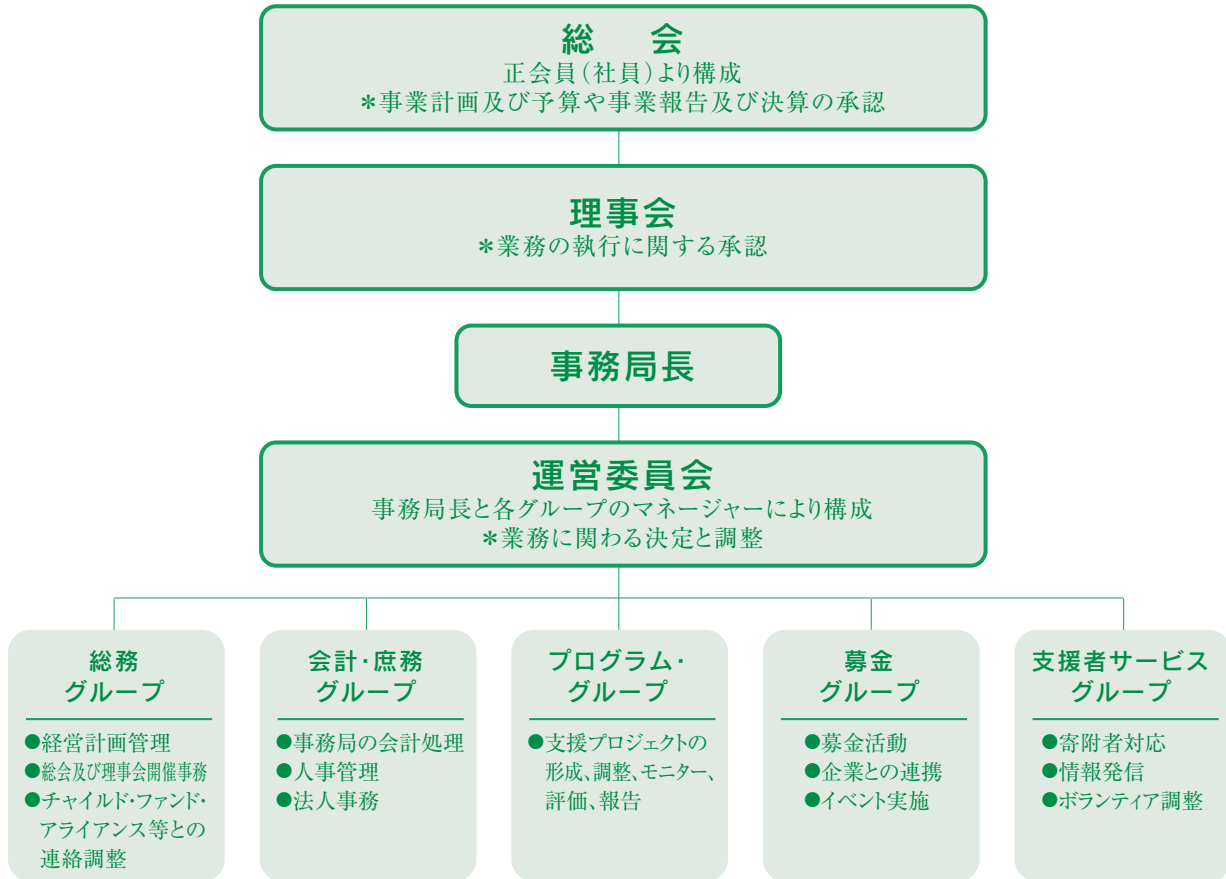 総　会
正会員（社員）より構成
＊事業計画及び予算や事業報告及び決算の承認
理事会
＊業務の執行に関する承認
事務局長
運営委員会
事務局長と各グループのマネージャーにより構成
＊業務に関わる決定と調整
総務
グループ
●経営計画管理
●総会及び理事会開催事務
●チャイルド・ファンド・
アライアンス等との
連絡調整
会計・庶務
グループ
●事務局の会計処理
●人事管理
●法人事務
プログラム・
グループ
●支援プロジェクトの
形成、調整、モニター、
評価、報告
募金
グループ
●募金活動
●企業との連携
●イベント実施
支援者サービス
グループ
●寄附者対応
●情報発信
●ボランティア調整